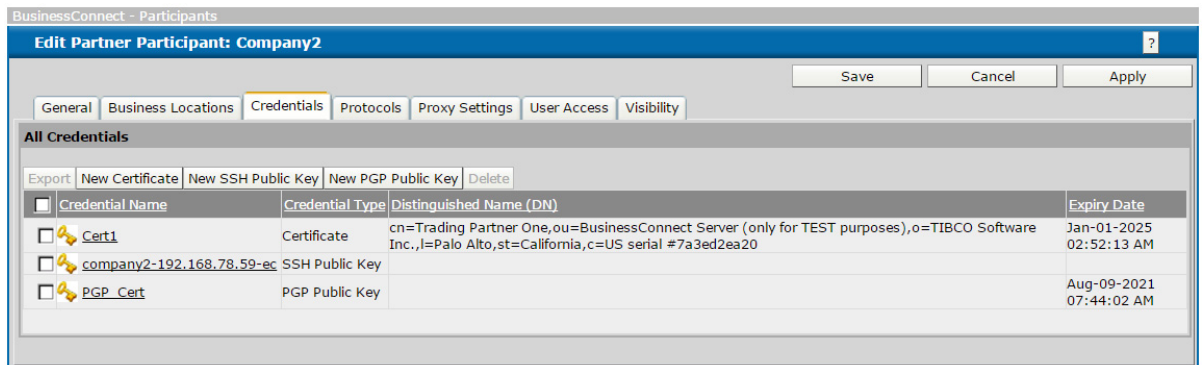 BusinessConnect - Participants
Edit Partner Participant: Company2
?
Save Cancel Apply
General Business Locations Credentials Protocols Proxy Settings User Access Visibility
All Credentials
Export New Certificate New SSH Public Key New PGP Public Key Delete
Credential Name Credential Type Distinguished Name (DN) Expiry Date
Cert1 Certificate cn=Trading Partner One,ou=BusinessConnect Server (only for TEST purposes),o=TIBCO Software Jan-01-2025
Inc.,l=Palo Alto,st=California,c=US serial #7a3ed2ea20 02:52:13 AM
company2-192.168.78.59-ec SSH Public Key
PGP_Cert PGP Public Key Aug-09-2021
07:44:02 AM